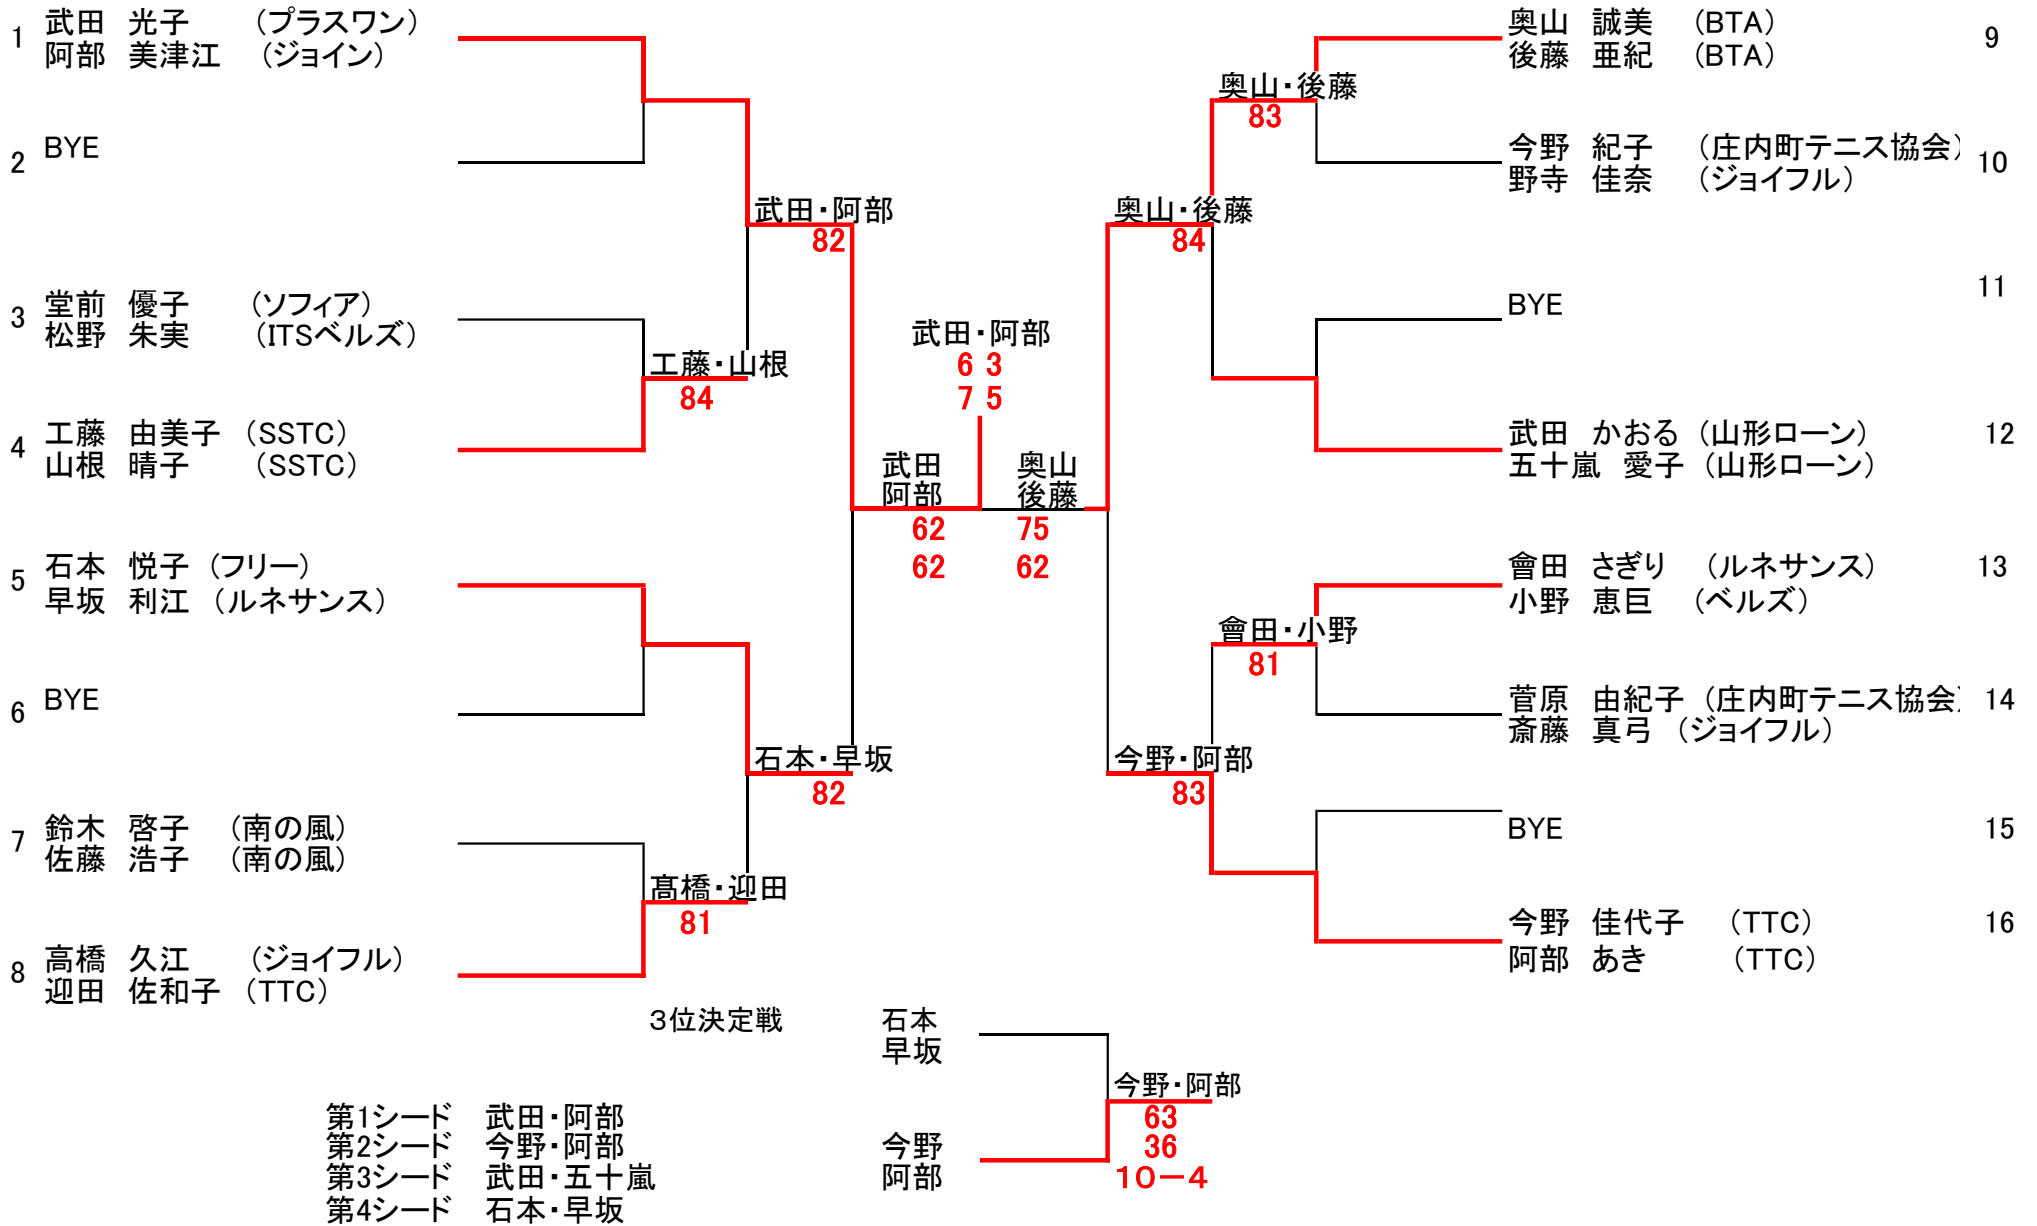 1 武田 光子 (プラスワン)
阿部 美津江 (ジョイン)
2 BYE
3 堂前 優子 (ソフィア)
松野 朱実 (ITSベルズ)
4 工藤 由美子 (SSTC)
山根 晴子 (SSTC)
5 石本 悦子 (フリー)
早坂 利江 (ルネサンス)
6 BYE
7 鈴木 啓子 (南の風)
佐藤 浩子 (南の風)
8 高橋 久江 (ジョイフル)
迎田 佐和子 (TTC)
工藤・山根
84
髙橋・迎田
81
武田・阿部
82
石本・早坂
82
武田
阿部
62
62
武田・阿部
6 3
7 5
奥山
後藤
75
62
奥山・後藤
84
今野・阿部
83
奥山・後藤
83
會田・小野
81
奥山 誠美 (BTA) 9
後藤 亜紀 (BTA)
今野 紀子 (庄内町テニス協会) 10
野寺 佳奈 (ジョイフル)
BYE 11
武田 かおる (山形ローン) 12
五十嵐 愛子 (山形ローン)
會田 さぎり (ルネサンス) 13
小野 恵巨 (ベルズ)
菅原 由紀子 (庄内町テニス協会) 14
斎藤 真弓 (ジョイフル)
BYE 15
今野 佳代子 (TTC) 16
阿部 あき (TTC)
3位決定戦
石本
早坂
今野
阿部
今野・阿部
63
36
10-4
第1シード 武田・阿部
第2シード 今野・阿部
第3シード 武田・五十嵐
第4シード 石本・早坂